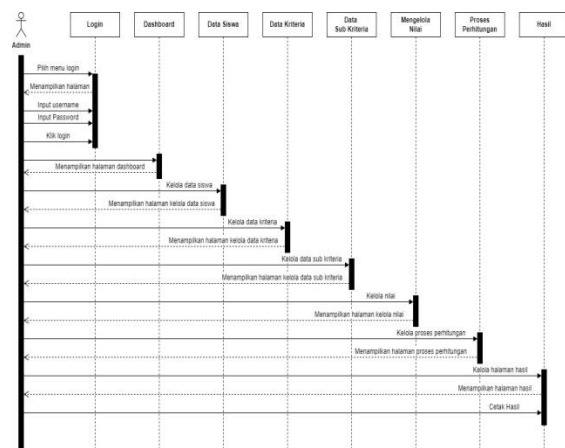 Admin
Login
Dashboard
Data Siswa
Data Kriteria
Data
Sub Kriteria
Mengelola
Nilai
Proses
Perhitungan
Hasil
Pilih menu login
Menampilkan halaman
Input username
Input Password
Klik login
Menampilkan halaman dashboard
Kelola data siswa
Menampilkan halaman kelola data siswa
Kelola data kriteria
Menampilkan halaman kelola data kriteria
Kelola data sub kriteria
Menampilkan halaman kelola data sub kriteria
Kelola nilai
Menampilkan halaman kelola nilai
Kelola proses perhitungan
Menampilkan halaman proses perhitungan
Kelola halaman hasil
Menampilkan halaman hasil
Cetak Hasil